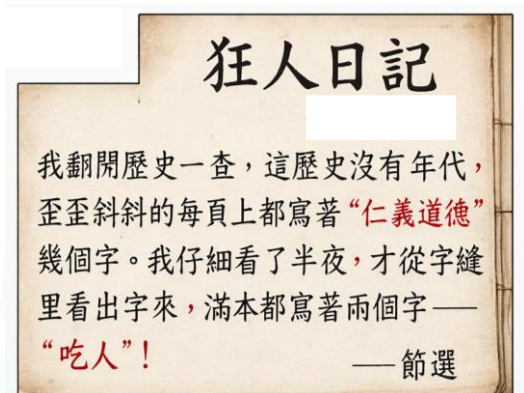 狂人日記
我翻開歷史一查，這歷史沒有年代，
歪歪斜斜的每頁上都寫著“仁義道德”
幾個字。我仔細看了半夜，才從字縫
里看出字來，滿本都寫著兩個字——
“吃人”！
——節選